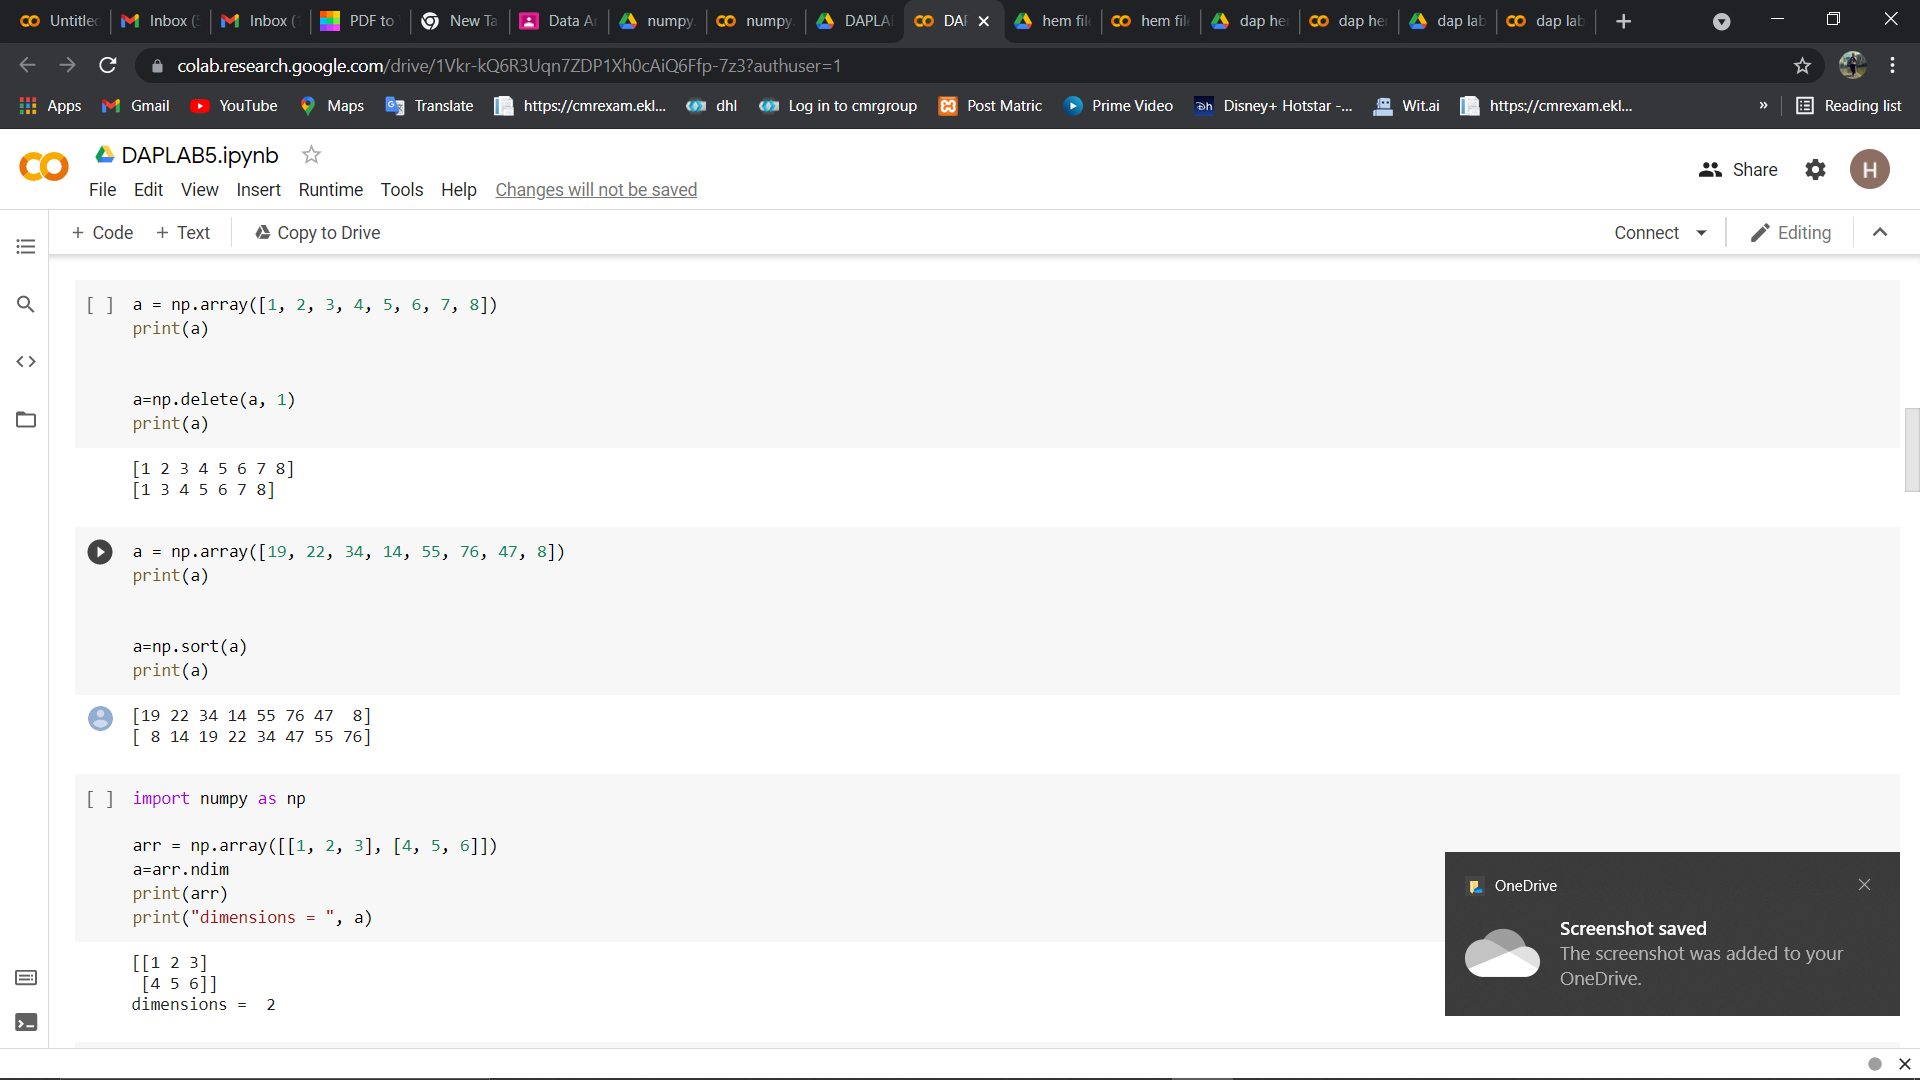 Untitle Inbox ( Inbox ( PDF to New Ta Data A numpy. numpy. DAPLA DAF hem fil hem fil dap he dap he dap lab dap lab
colab.research.google.com/drive/1Vkr-kQ6R3Uqn7ZDP1Xh0cAiQ6Ffp-7z3?authuser=1
Apps Gmail YouTube Maps Translate https://cmrexam.ekl... dhl Log in to cmrgroup Post Matric Prime Video Disney+ Hotstar -... Wit.ai https://cmrexam.ekl... » Reading list
DAPLAB5.ipynb
File Edit View Insert Runtime Tools Help Changes will not be saved
Share H
+ Code + Text Copy to Drive
Connect Editing
[ ] a = np.array([1, 2, 3, 4, 5, 6, 7, 8])
print(a)
a=np.delete(a, 1)
print(a)
[1 2 3 4 5 6 7 8]
[1 3 4 5 6 7 8]
a = np.array([19, 22, 34, 14, 55, 76, 47, 8])
print(a)
a=np.sort(a)
print(a)
[19 22 34 14 55 76 47  8]
[ 8 14 19 22 34 47 55 76]
[ ] import numpy as np
arr = np.array([[1, 2, 3], [4, 5, 6]])
a=arr.ndim
print(arr)
print("dimensions = ", a)
[[1 2 3]
 [4 5 6]]
dimensions =  2
OneDrive
Screenshot saved
The screenshot was added to your
OneDrive.